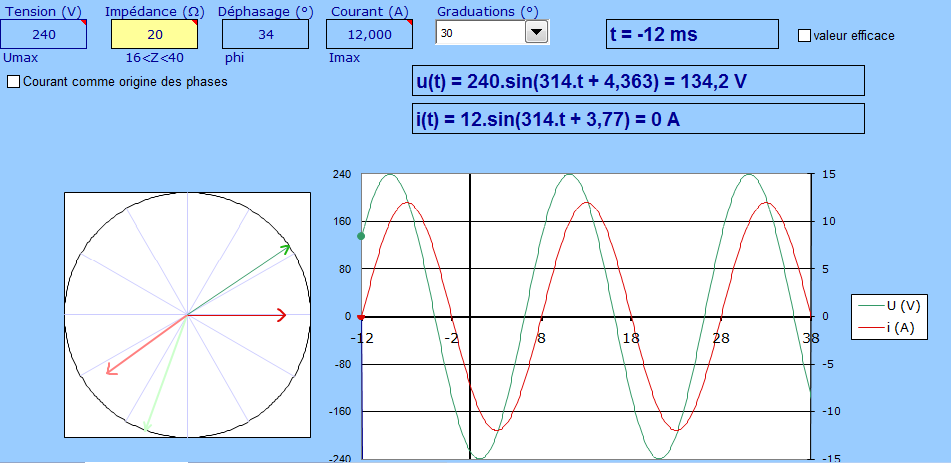 Tension (V) Impédance (Ω) Déphasage (°) Courant (A) Graduations (°)
240 20 34 12,000 30 t = -12 ms valeur efficace
Umax 16<Z<40 phi Imax
Courant comme origine des phases
u(t) = 240.sin(314.t + 4,363) = 134,2 V
i(t) = 12.sin(314.t + 3,77) = 0 A
240 15
160 10
80 5
0 0
-12 -2 8 18 28 38
-80 -5
-160 -10
-240 -15
U (V)
i (A)